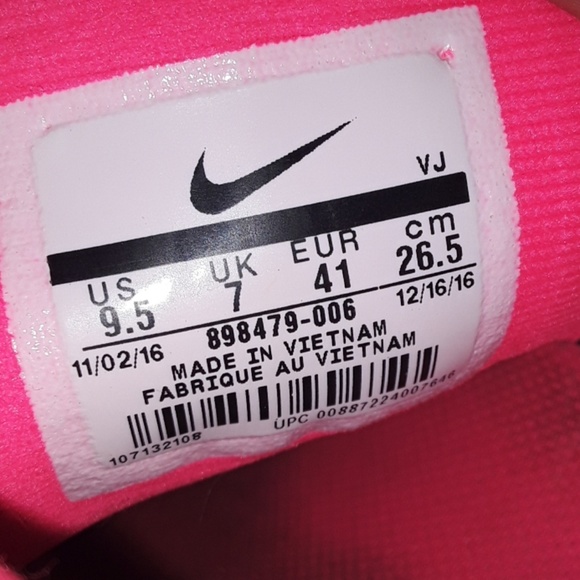 VJ
US UK EUR cm
9.5 7 41 26.5
11/02/16 898479-006 12/16/16
MADE IN VIETNAM
FABRIQUE AU VIETNAM
107132108 UPC 00887224007646